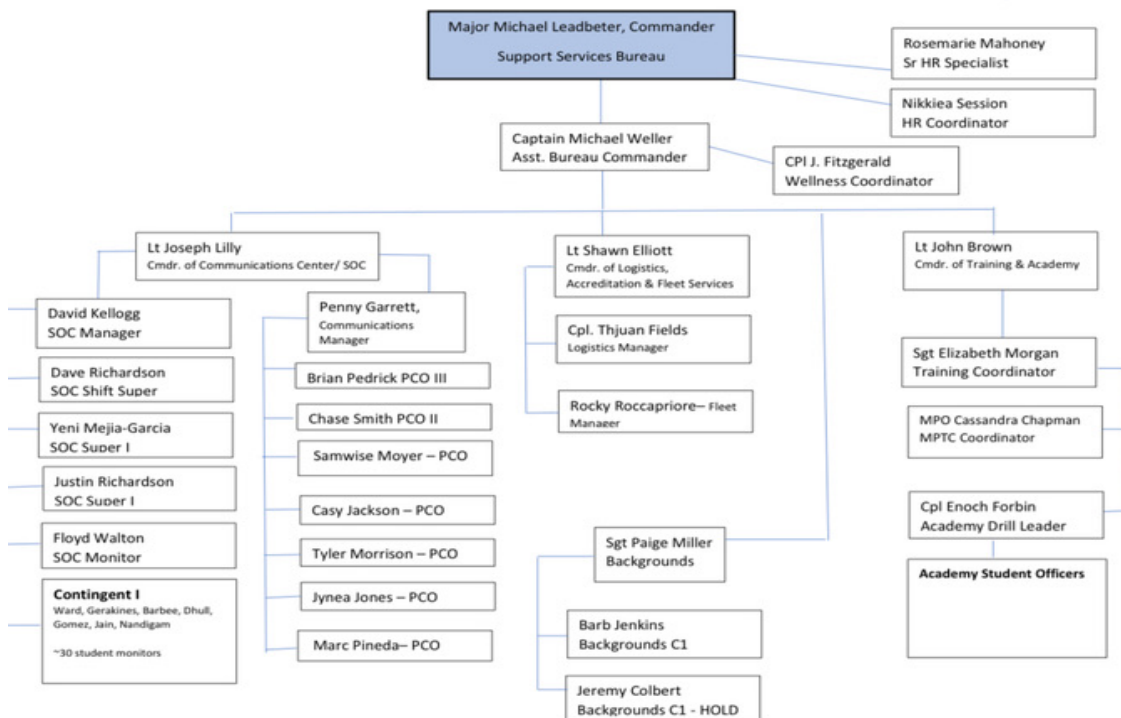 Major Michael Leadbeter, Commander
Support Services Bureau
Rosemarie Mahoney
Sr HR Specialist
Nikkiea Session
HR Coordinator
Captain Michael Weller
Asst. Bureau Commander
CPl J. Fitzgerald
Wellness Coordinator
Lt Joseph Lilly
Cmdr. of Communications Center/ SOC
David Kellogg
SOC Manager
Dave Richardson
SOC Shift Super
Yeni Mejia-Garcia
SOC Super I
Justin Richardson
SOC Super I
Floyd Walton
SOC Monitor
Contingent I
Ward, Gerakines, Barbee, Dhull,
Gomez, Jain, Nandigam
~30 student monitors
Penny Garrett,
Communications
Manager
Brian Pedrick PCO III
Chase Smith PCO II
Samwise Moyer – PCO
Casy Jackson – PCO
Tyler Morrison – PCO
Jynea Jones – PCO
Marc Pineda– PCO
Lt Shawn Elliott
Cmdr. of Logistics,
Accreditation & Fleet Services
Cpl. Thjuan Fields
Logistics Manager
Rocky Roccapriore– Fleet
Manager
Sgt Paige Miller
Backgrounds
Barb Jenkins
Backgrounds C1
Jeremy Colbert
Backgrounds C1 - HOLD
Lt John Brown
Cmdr. of Training & Academy
Sgt Elizabeth Morgan
Training Coordinator
MPO Cassandra Chapman
MPTC Coordinator
Cpl Enoch Forbin
Academy Drill Leader
Academy Student Officers